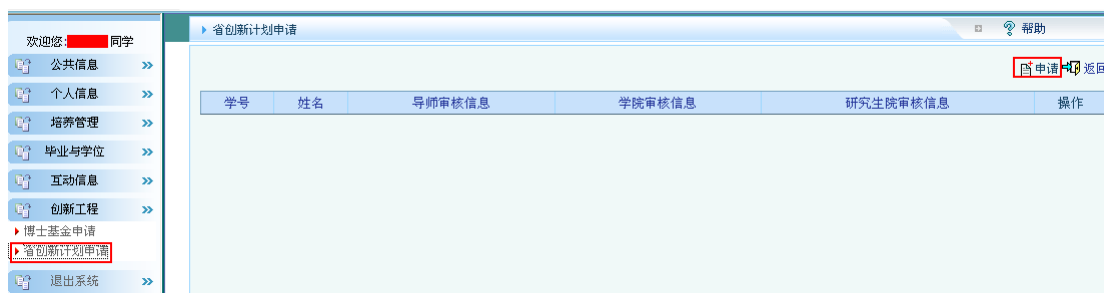 欢迎您: 同学
公共信息
个人信息
培养管理
毕业与学位
互动信息
创新工程
博士基金申请
省创新计划申请
退出系统
省创新计划申请
帮助
申请 返回
学号 姓名 导师审核信息 学院审核信息 研究生院审核信息 操作